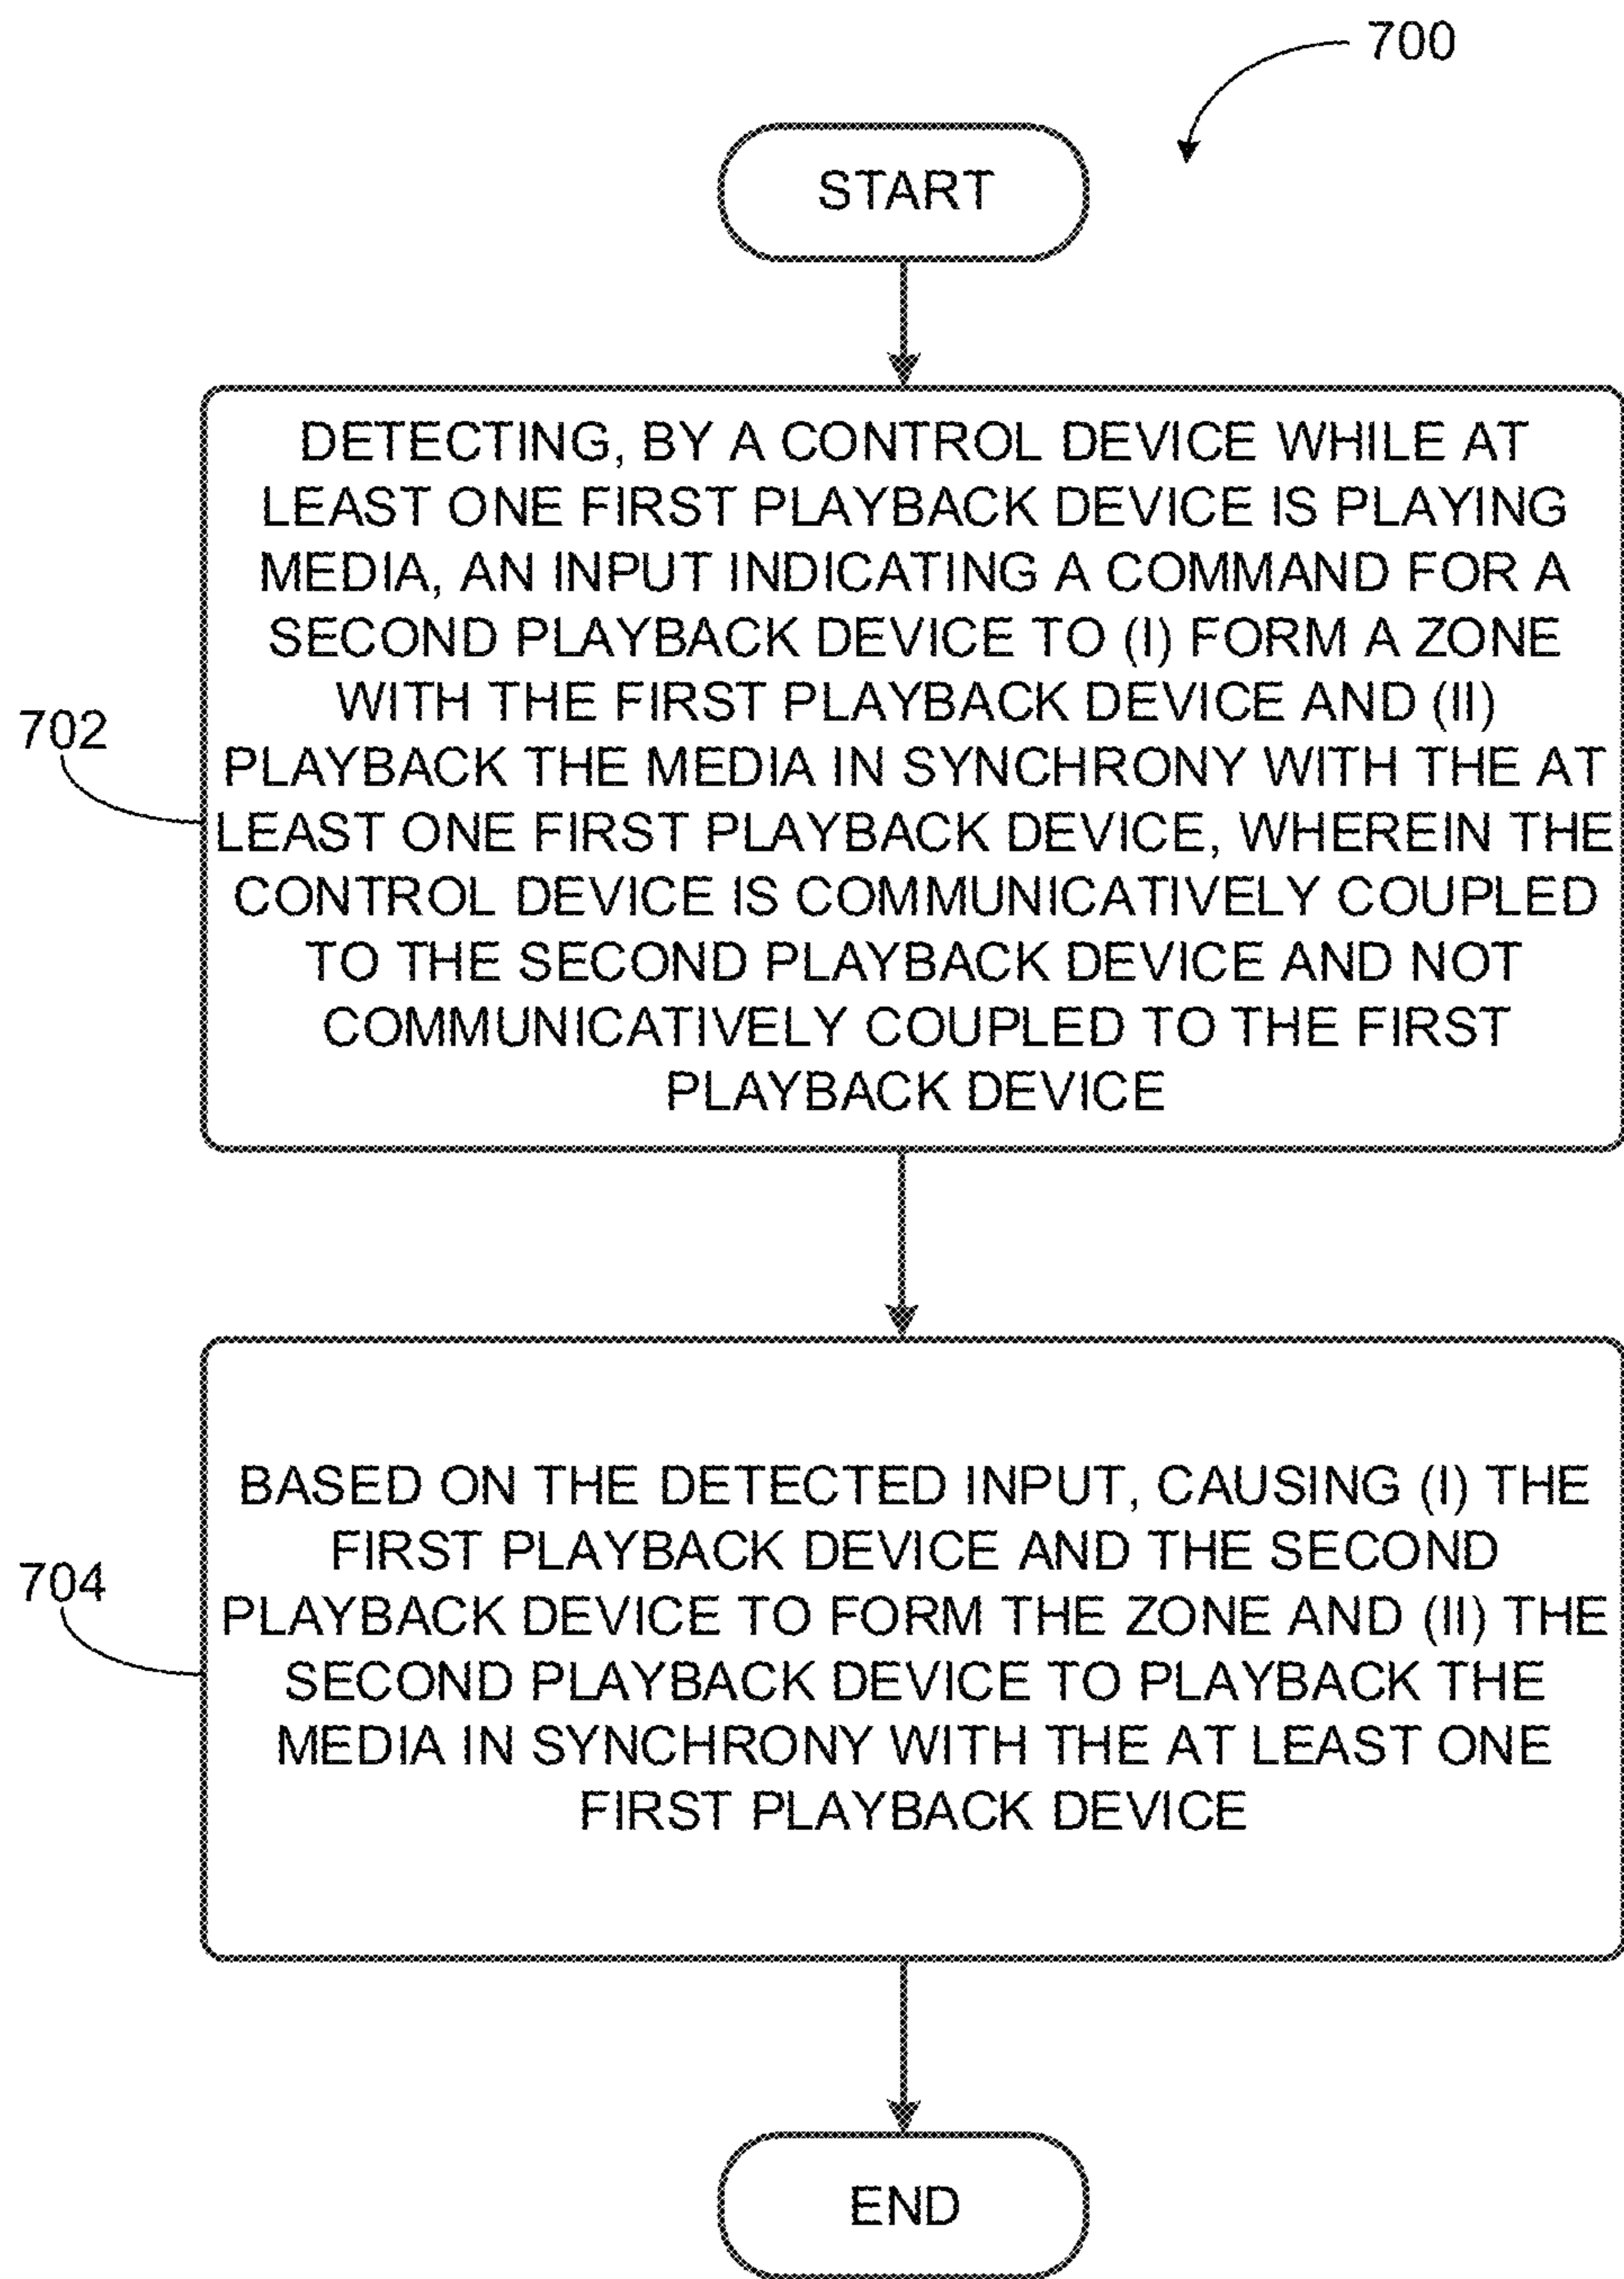 700
START
DETECTING, BY A CONTROL DEVICE WHILE AT
LEAST ONE FIRST PLAYBACK DEVICE IS PLAYING
MEDIA, AN INPUT INDICATING A COMMAND FOR A
SECOND PLAYBACK DEVICE TO (I) FORM A ZONE
WITH THE FIRST PLAYBACK DEVICE AND (II)
PLAYBACK THE MEDIA IN SYNCHRONY WITH THE AT
LEAST ONE FIRST PLAYBACK DEVICE, WHEREIN THE
CONTROL DEVICE IS COMMUNICATIVELY COUPLED
TO THE SECOND PLAYBACK DEVICE AND NOT
COMMUNICATIVELY COUPLED TO THE FIRST
PLAYBACK DEVICE
702
BASED ON THE DETECTED INPUT, CAUSING (I) THE
FIRST PLAYBACK DEVICE AND THE SECOND
PLAYBACK DEVICE TO FORM THE ZONE AND (II) THE
SECOND PLAYBACK DEVICE TO PLAYBACK THE
MEDIA IN SYNCHRONY WITH THE AT LEAST ONE
FIRST PLAYBACK DEVICE
704
END